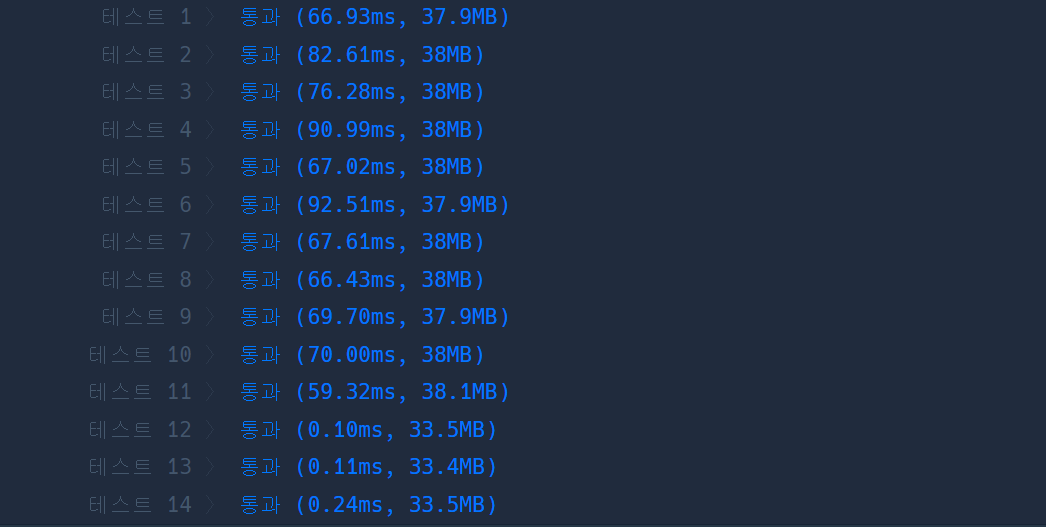 테스트 1 〉 통과 (66.93ms, 37.9MB)
테스트 2 〉 통과 (82.61ms, 38MB)
테스트 3 〉 통과 (76.28ms, 38MB)
테스트 4 〉 통과 (90.99ms, 38MB)
테스트 5 〉 통과 (67.02ms, 38MB)
테스트 6 〉 통과 (92.51ms, 37.9MB)
테스트 7 〉 통과 (67.61ms, 38MB)
테스트 8 〉 통과 (66.43ms, 38MB)
테스트 9 〉 통과 (69.70ms, 37.9MB)
테스트 10 〉 통과 (70.00ms, 38MB)
테스트 11 〉 통과 (59.32ms, 38.1MB)
테스트 12 〉 통과 (0.10ms, 33.5MB)
테스트 13 〉 통과 (0.11ms, 33.4MB)
테스트 14 〉 통과 (0.24ms, 33.5MB)